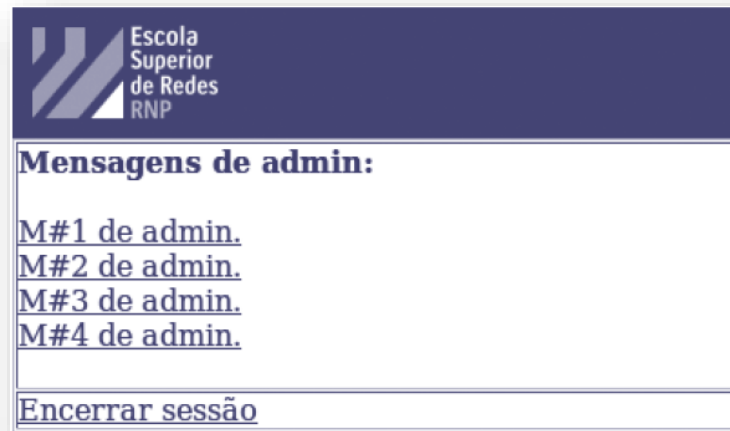 Escola
Superior
de Redes
RNP
Mensagens de admin:
M#1 de admin.
M#2 de admin.
M#3 de admin.
M#4 de admin.
Encerrar sessão